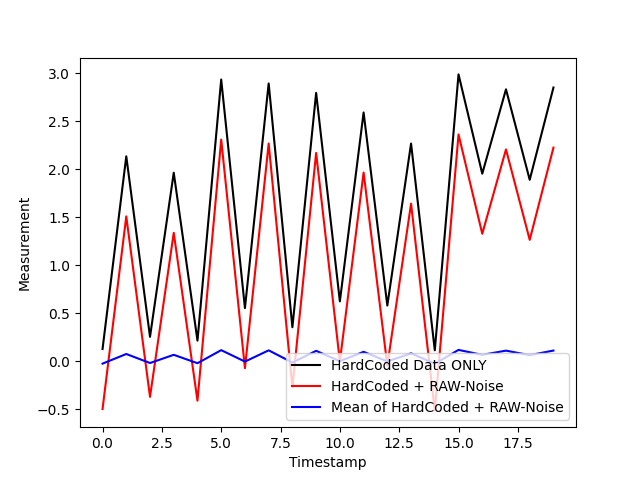 3.0
2.5
2.0
1.5
1.0
0.5
0.0
−0.5
Measurement
HardCoded Data ONLY
HardCoded + RAW-Noise
Mean of HardCoded + RAW-Noise
0.0 2.5 5.0 7.5 10.0 12.5 15.0 17.5
Timestamp